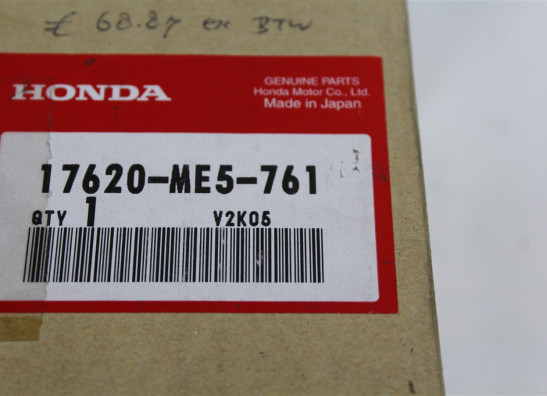 € 68.87 ex BTW
HONDA
GENUINE PARTS
Honda Motor Co., Ltd.
Made in Japan
17620-ME5-761
QTY 1
V2K05